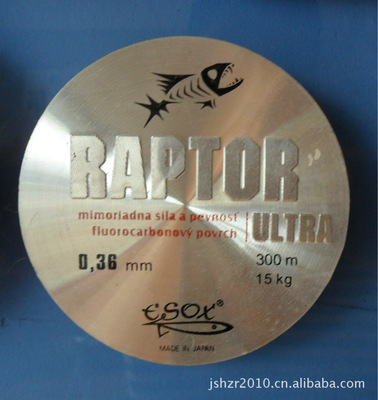 RAPTOR
mimoriadna sila a pevnosť
fluorocarbonový povrch
ULTRA
0,36 mm
300 m
15 kg
ESOX®
MADE IN JAPAN
jshzr2010.cn.alibaba.com